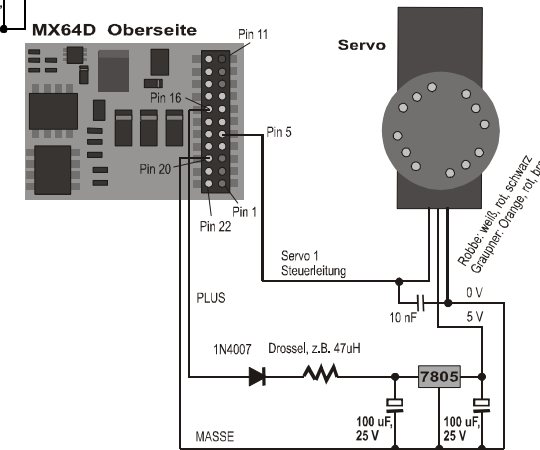 MX64D Oberseite
Pin 11
Servo
Pin 16
Pin 5
Pin 20
Pin 1
Pin 22
Robbe: weiß, rot, schwarz
Graupner: Orange, rot,
Servo 1
Steuerleitung
0 V
PLUS
10 nF
5 V
1N4007
Drossel, z.B. 47uH
7805
100 uF,
25 V
100 uF,
25 V
MASSE